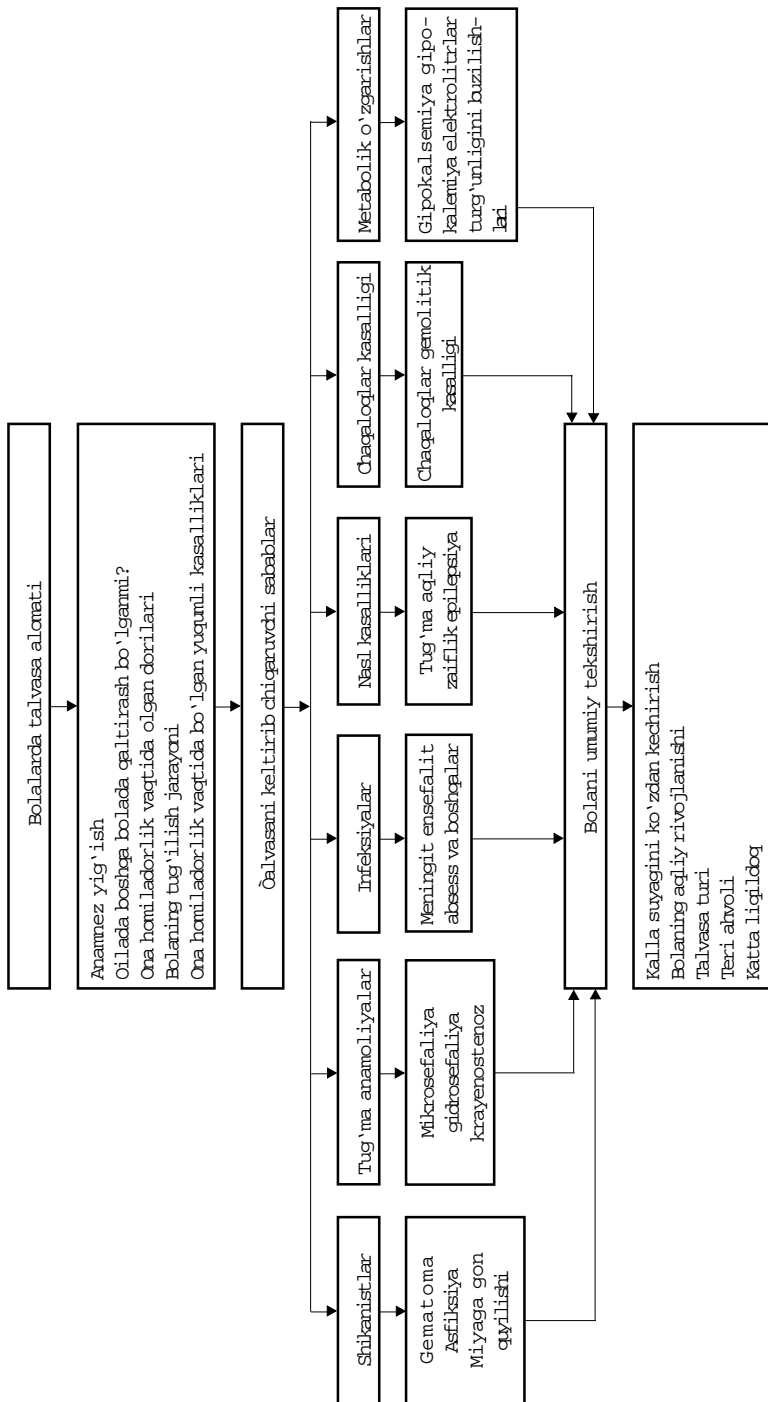 Bolalarda talvasa alomati
Anamnez yig‘ish
Oilada boshqa bolada qaltirash bo‘lganmi?
Ona homiladorlik vaqtida olgan dorilari
Bolaning tug‘ilish jarayoni
Ona homiladorlik vaqtida bo‘lgan yuqumli kasalliklari
Õalvasani keltirib chiqaruvchi sabablar
Shikanistlar
Tug‘ma anamoliyalar
Infeksiyalar
Nasl kasalliklari
Chaqaloqlar kasalligi
Metabolik o‘zgarishlar
Gematoma
Asfiksiya
Miyaga qon
quyilishi
Mikrosefaliya
gidrosefaliya
krayenostenoz
Meningit ensefalit
absess va boshqalar
Tug‘ma aqliy
zaiflik epilepsiya
Chaqaloqlar gemolitik
kasalligi
Gipokalsemiya gipo-
kalemiya elektrolitrlar
turg‘unligini buzilish-
lari
Bolani umumiy tekshirish
Kalla suyagini ko‘zdan kechirish
Bolaning aqliy rivojlanishi
Talvasa turi
Teri ahvoli
Katta liqildoq